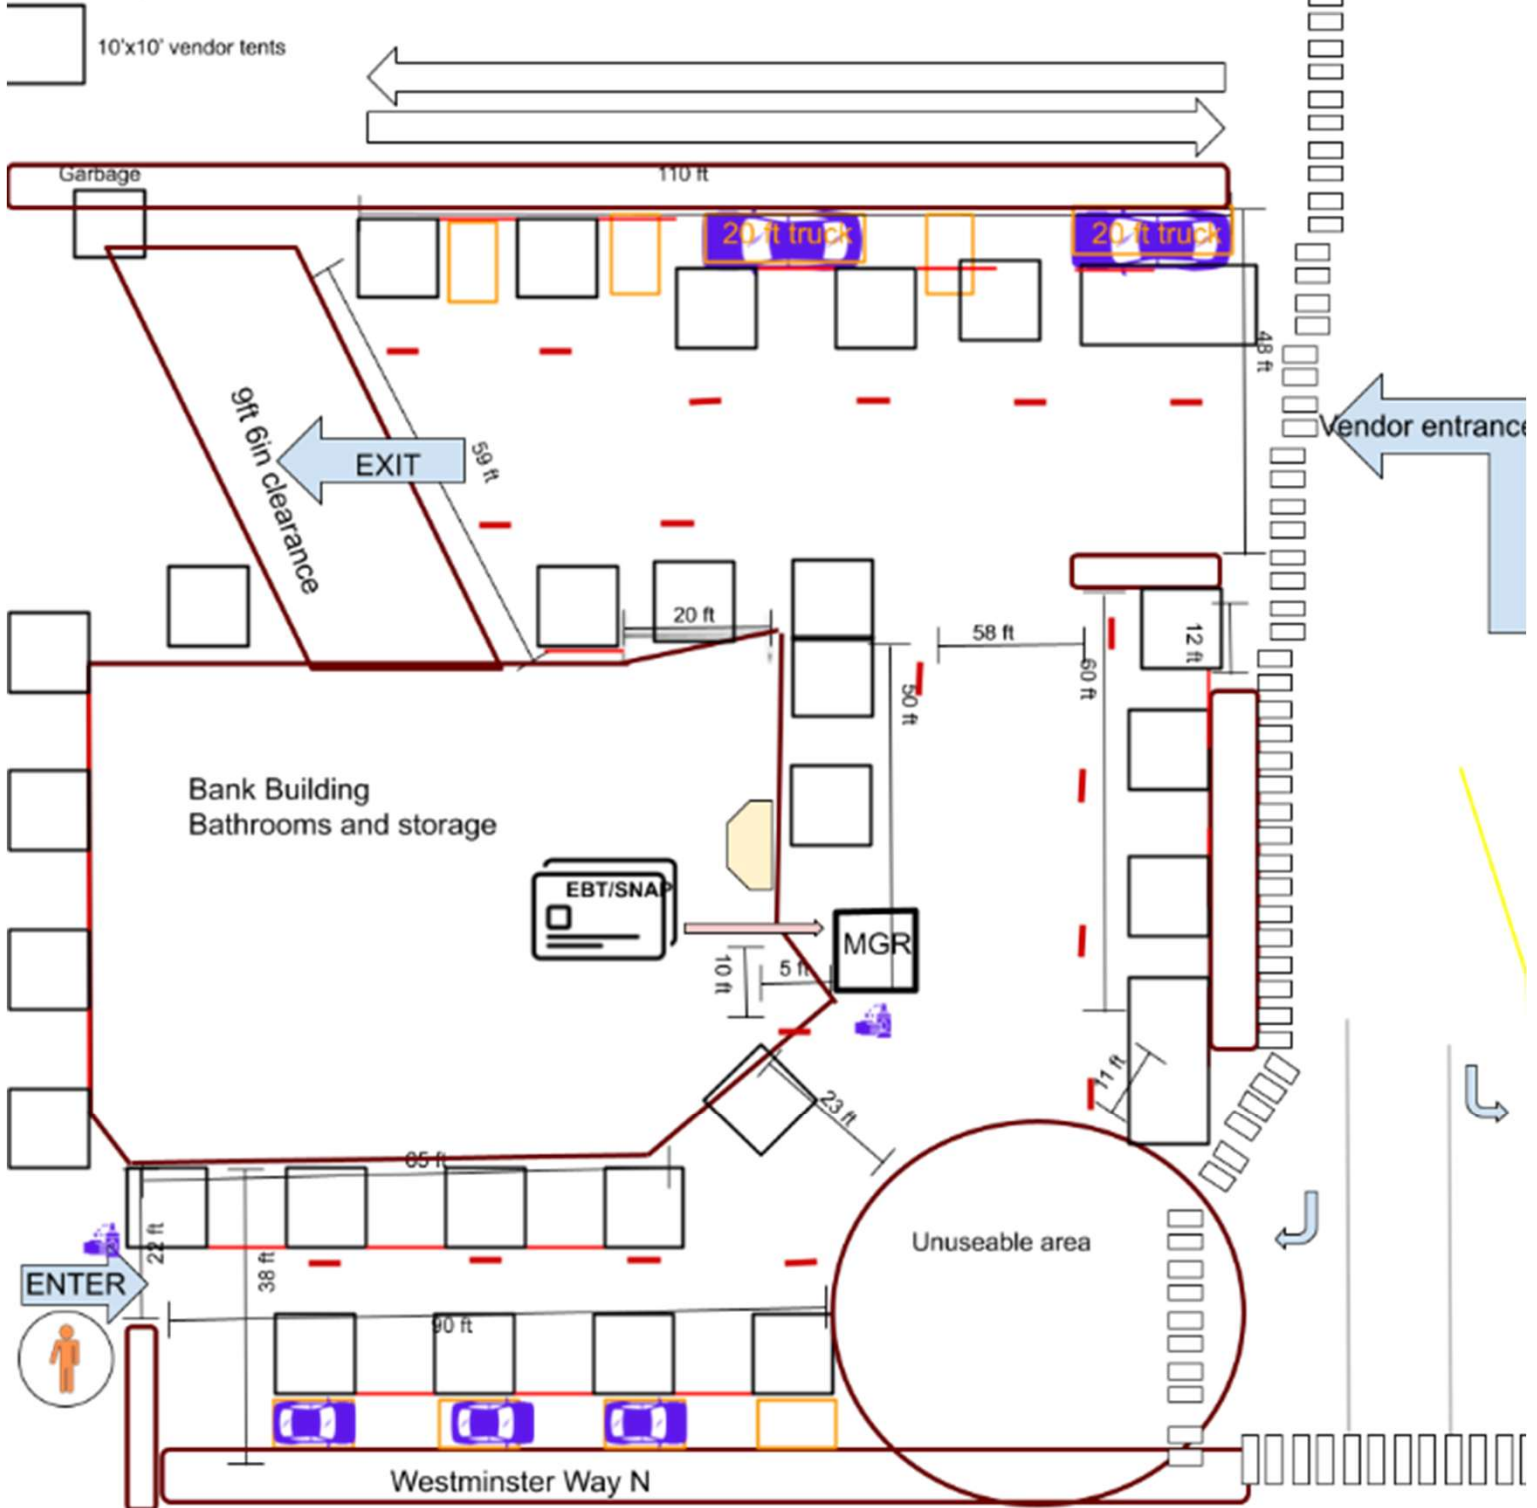 10'x10' vendor tents
Garbage
110 ft
20 ft truck
20 ft truck
48 ft
9ft 6in clearance
EXIT
59 ft
Vendor entrance
20 ft
58 ft
12 ft
60 ft
50 ft
Bank Building
Bathrooms and storage
EBT/SNAP
MGR
10 ft
5 ft
11 ft
23 ft
65 ft
22 ft
38 ft
Unuseable area
ENTER
90 ft
Westminster Way N